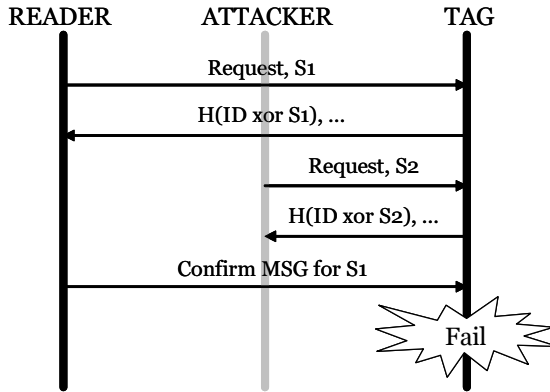 READER ATTACKER TAG
Request, S1
H(ID xor S1), ...
Request, S2
H(ID xor S2), ...
Confirm MSG for S1
Fail